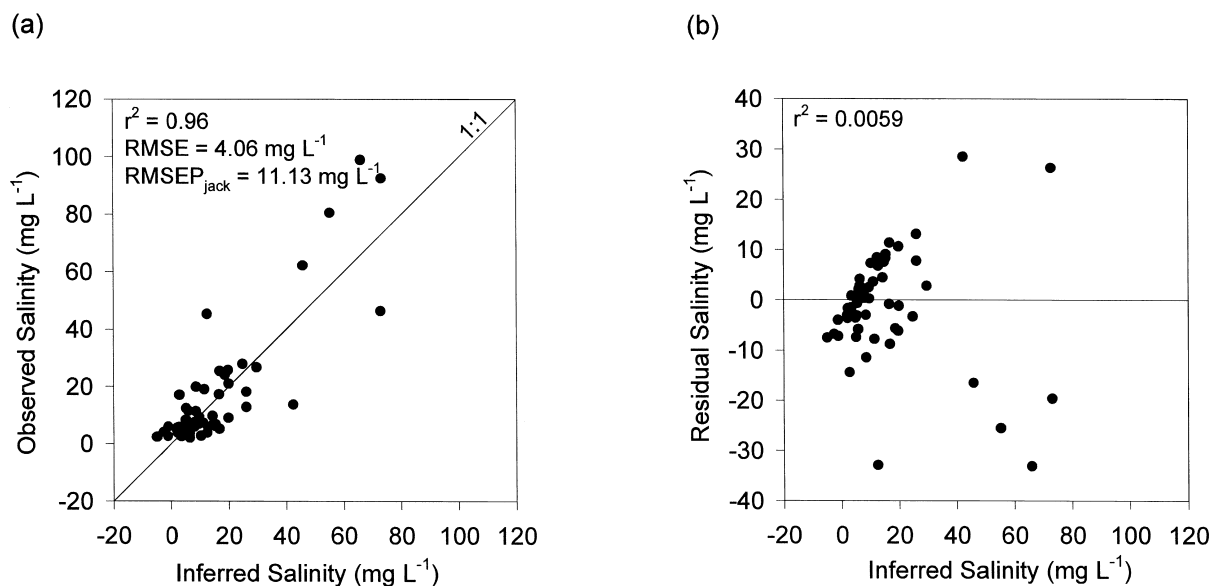 (a)
120
100
80
60
40
20
0
-20
r² = 0.96
RMSE = 4.06 mg L⁻¹
RMSEP_jack = 11.13 mg L⁻¹
1:1
Observed Salinity (mg L⁻¹)
-20 0 20 40 60 80 100 120
Inferred Salinity (mg L⁻¹)
(b)
40
30
20
10
0
-10
-20
-30
-40
r² = 0.0059
Residual Salinity (mg L⁻¹)
-20 0 20 40 60 80 100 120
Inferred Salinity (mg L⁻¹)